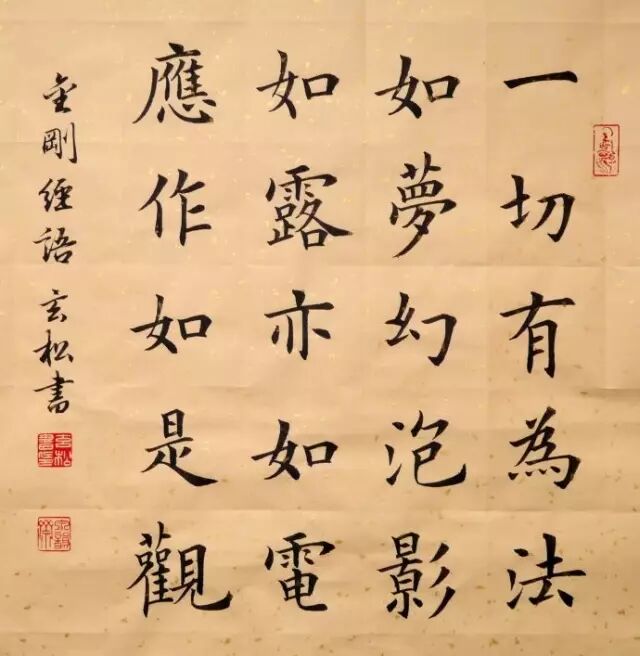 一切有為法
如夢幻泡影
如露亦如電
應作如是觀
金剛經語 玄松書